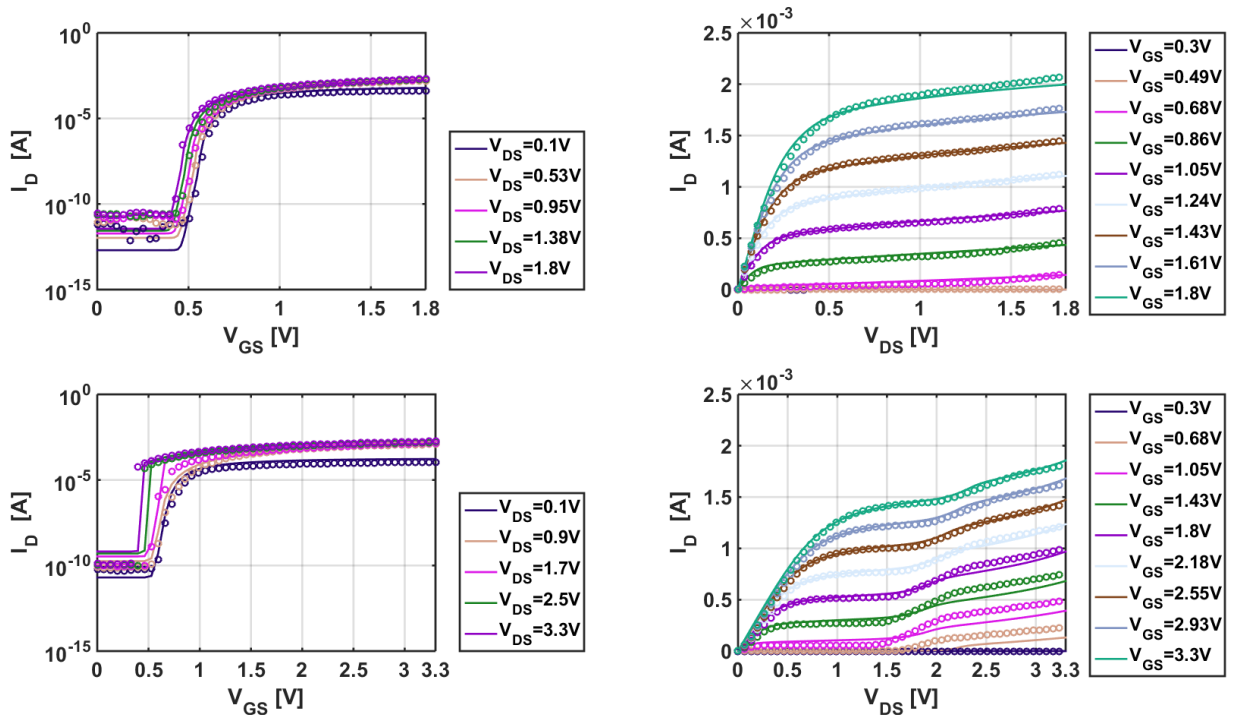 10^0
10^-5
10^-10
10^-15
I_D [A]
0 0.5 1 1.5 1.8
V_GS [V]
V_DS=0.1V
V_DS=0.53V
V_DS=0.95V
V_DS=1.38V
V_DS=1.8V
×10^-3
2.5
2
1.5
1
0.5
0
I_D [A]
0 0.5 1 1.5 1.8
V_DS [V]
V_GS=0.3V
V_GS=0.49V
V_GS=0.68V
V_GS=0.86V
V_GS=1.05V
V_GS=1.24V
V_GS=1.43V
V_GS=1.61V
V_GS=1.8V
10^0
10^-5
10^-10
10^-15
I_D [A]
0 0.5 1 1.5 2 2.5 3 3.3
V_GS [V]
V_DS=0.1V
V_DS=0.9V
V_DS=1.7V
V_DS=2.5V
V_DS=3.3V
×10^-3
2.5
2
1.5
1
0.5
0
I_D [A]
0 0.5 1 1.5 2 2.5 3 3.3
V_DS [V]
V_GS=0.3V
V_GS=0.68V
V_GS=1.05V
V_GS=1.43V
V_GS=1.8V
V_GS=2.18V
V_GS=2.55V
V_GS=2.93V
V_GS=3.3V